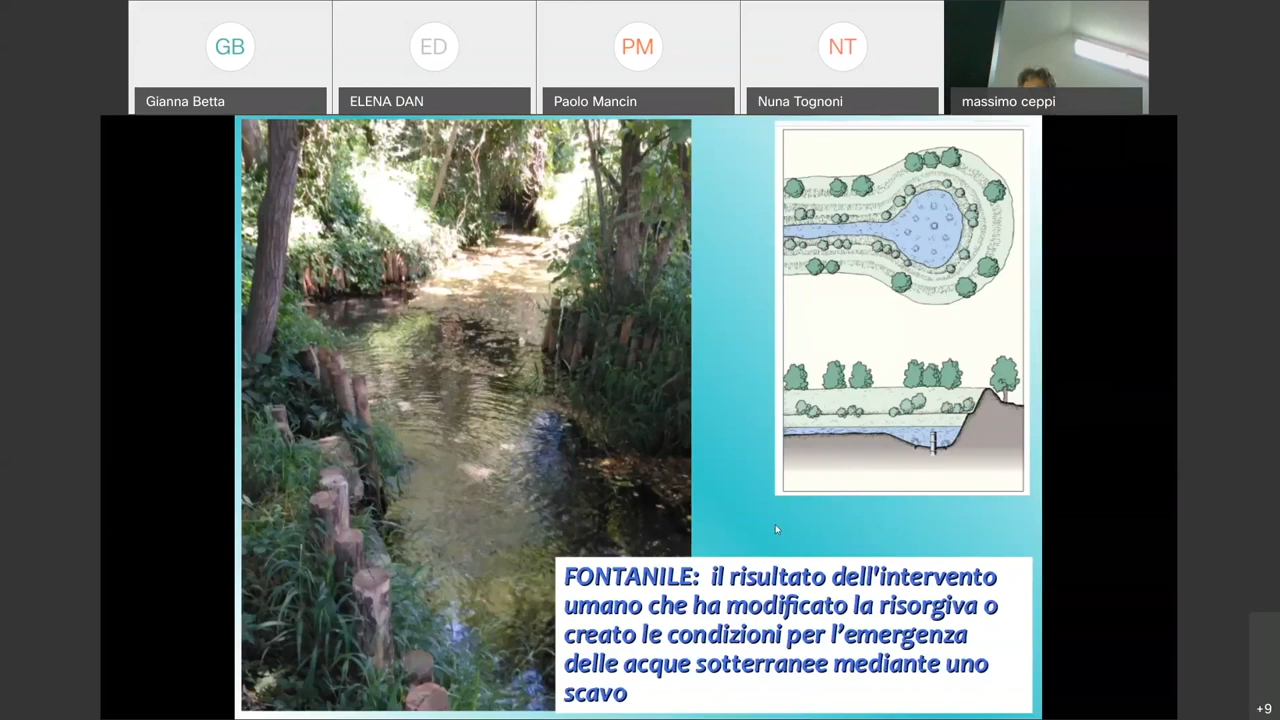 GB
ED
PM
NT
Gianna Betta
ELENA DAN
Paolo Mancin
Nuna Tognoni
massimo ceppi
FONTANILE: il risultato dell'intervento
umano che ha modificato la risorgiva o
creato le condizioni per l’emergenza
delle acque sotterranee mediante uno
scavo
+9